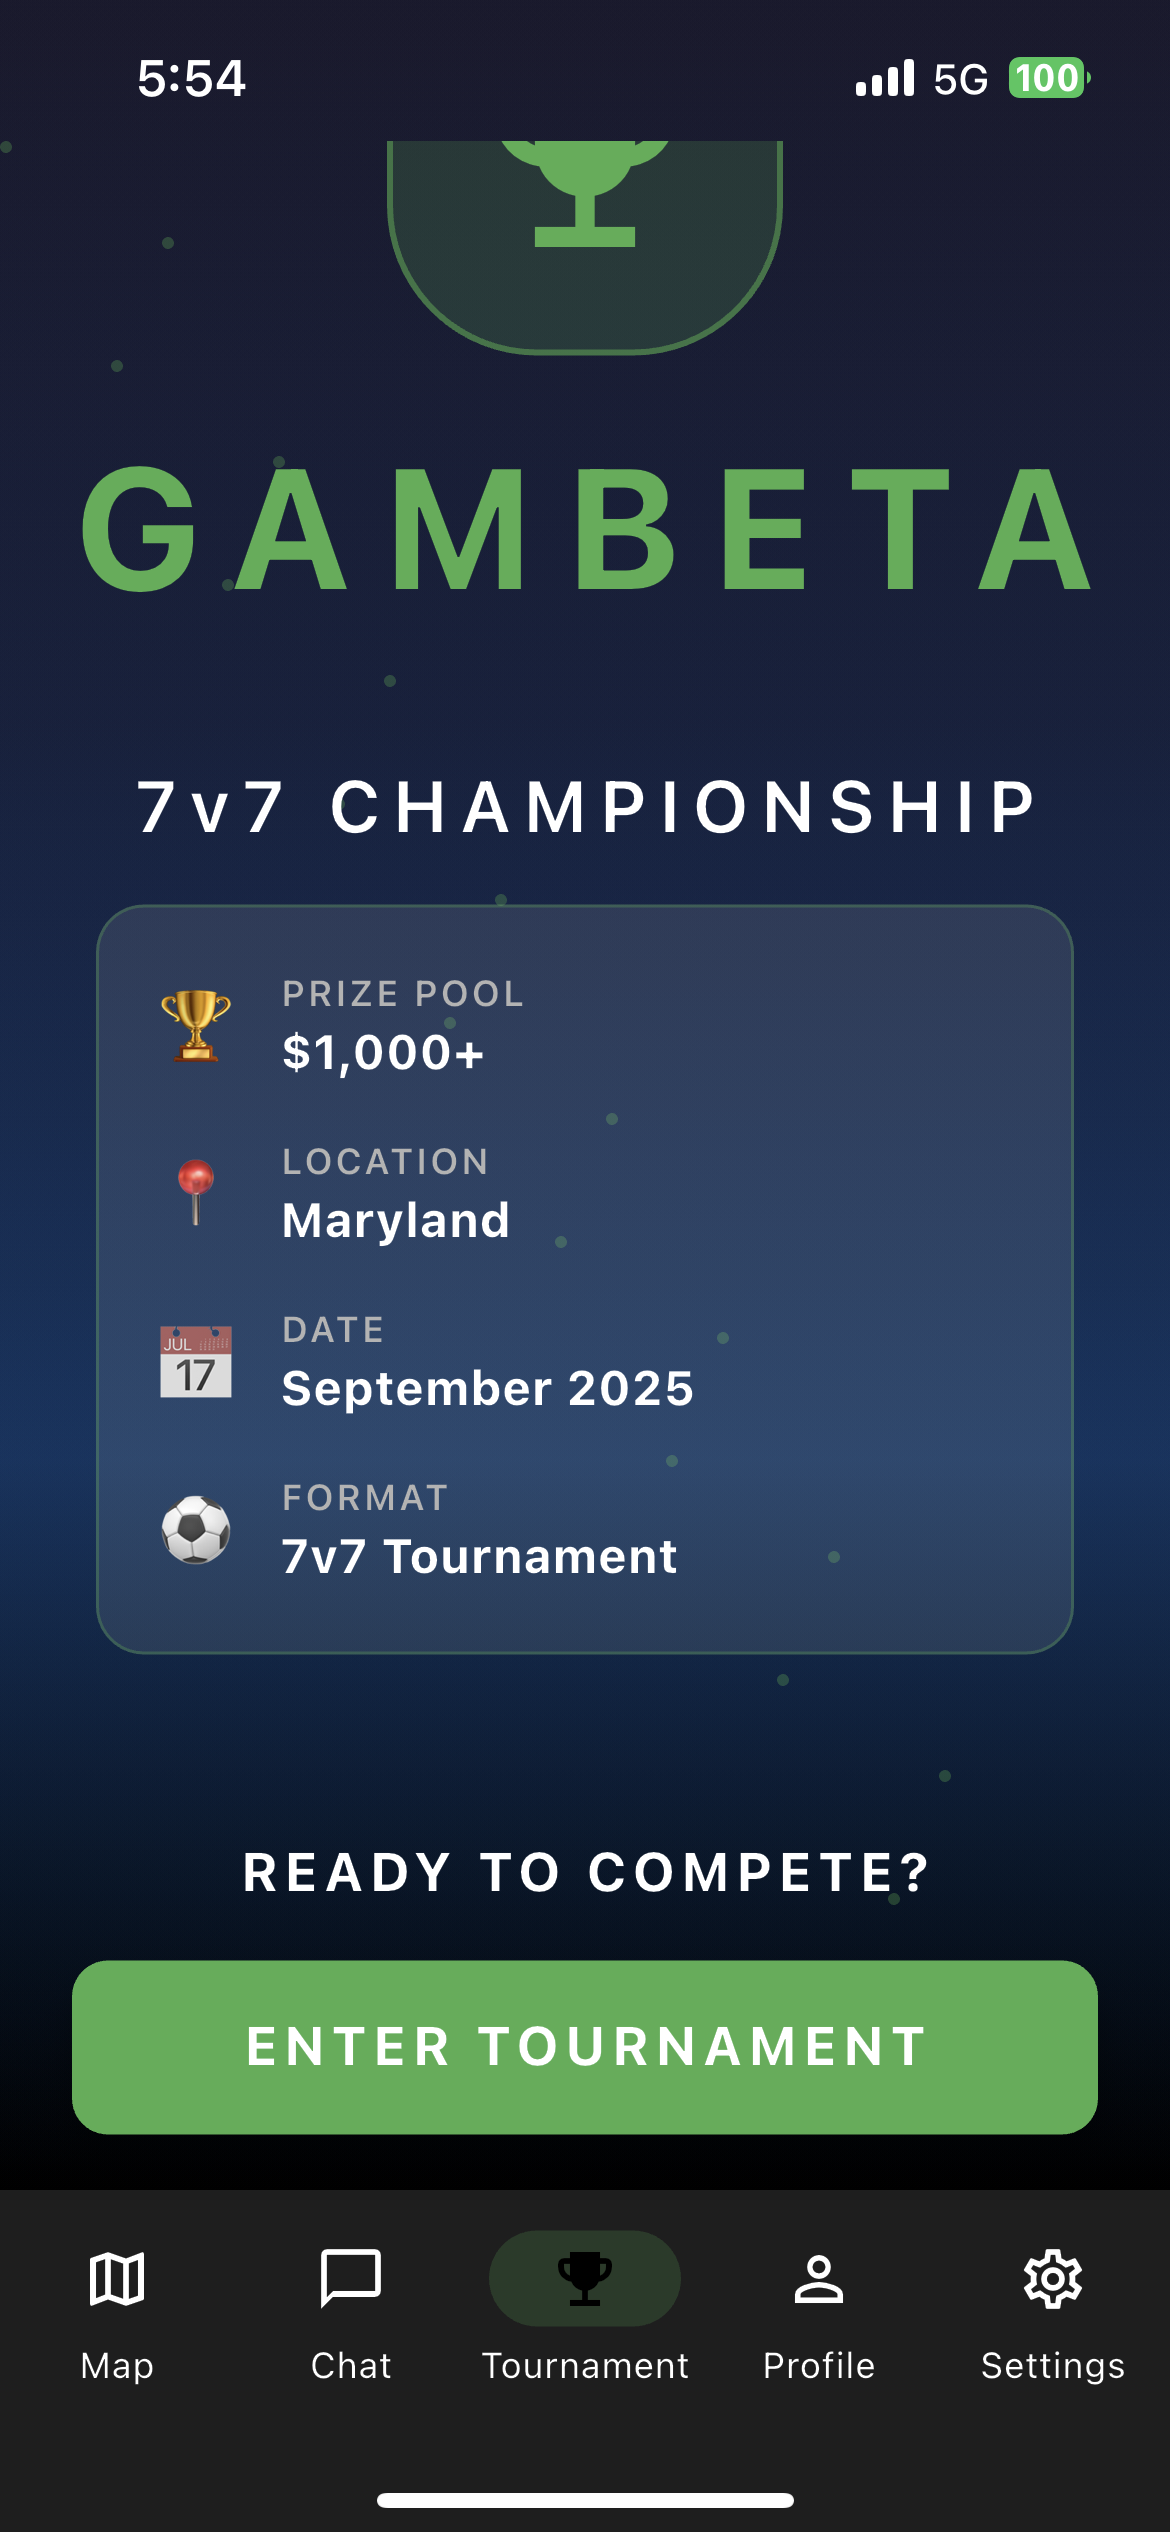 5:54
5G 100
GAMBETA
7v7 CHAMPIONSHIP
PRIZE POOL
$1,000+
LOCATION
Maryland
JUL
17
DATE
September 2025
FORMAT
7v7 Tournament
READY TO COMPETE?
ENTER TOURNAMENT
Map Chat Tournament Profile Settings